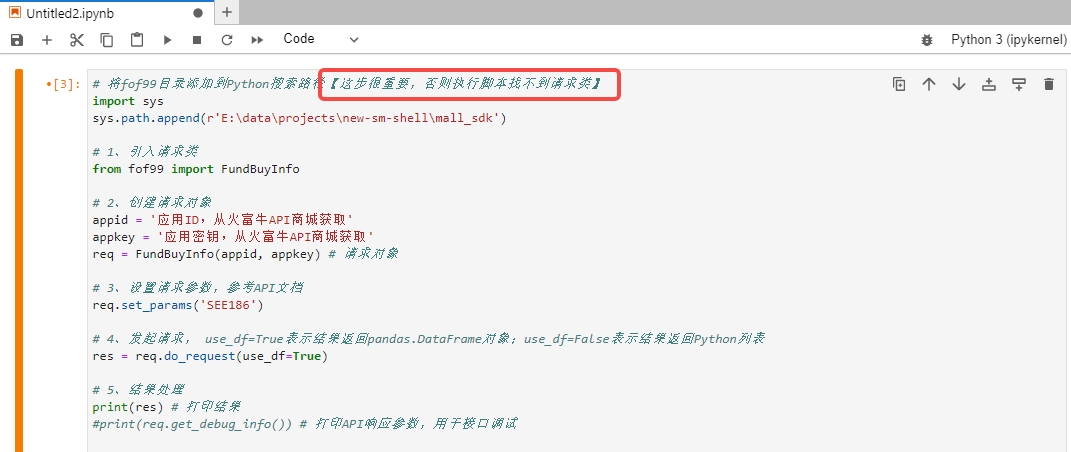 Untitled2.ipynb
Code
Python 3 (ipykernel)
[3]:
# 将fof99目录添加到Python搜索路径【这步很重要，否则执行脚本找不到请求类】
import sys
sys.path.append(r'E:\data\projects\new-sm-shell\mall_sdk')
# 1、引入请求类
from fof99 import FundBuyInfo
# 2、创建请求对象
appid = '应用ID，从火富牛API商城获取'
appkey = '应用密钥，从火富牛API商城获取'
req = FundBuyInfo(appid, appkey) # 请求对象
# 3、设置请求参数，参考API文档
req.set_params('SEE186')
# 4、发起请求， use_df=True表示结果返回pandas.DataFrame对象；use_df=False表示结果返回Python列表
res = req.do_request(use_df=True)
# 5、结果处理
print(res) # 打印结果
#print(req.get_debug_info()) # 打印API响应参数，用于接口调试